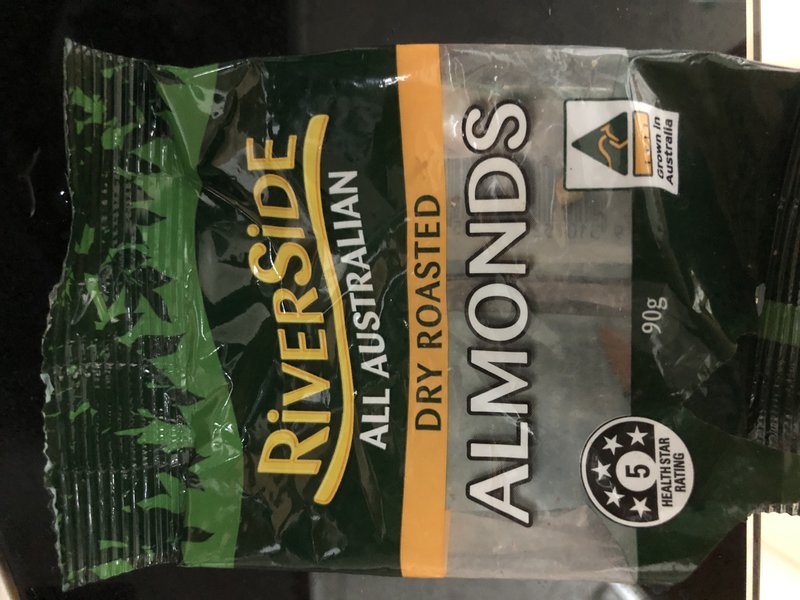 RiVERSiDE
ALL AUSTRALIAN
DRY ROASTED
ALMONDS
Grown in
Australia
90g
5
HEALTH STAR
RATING